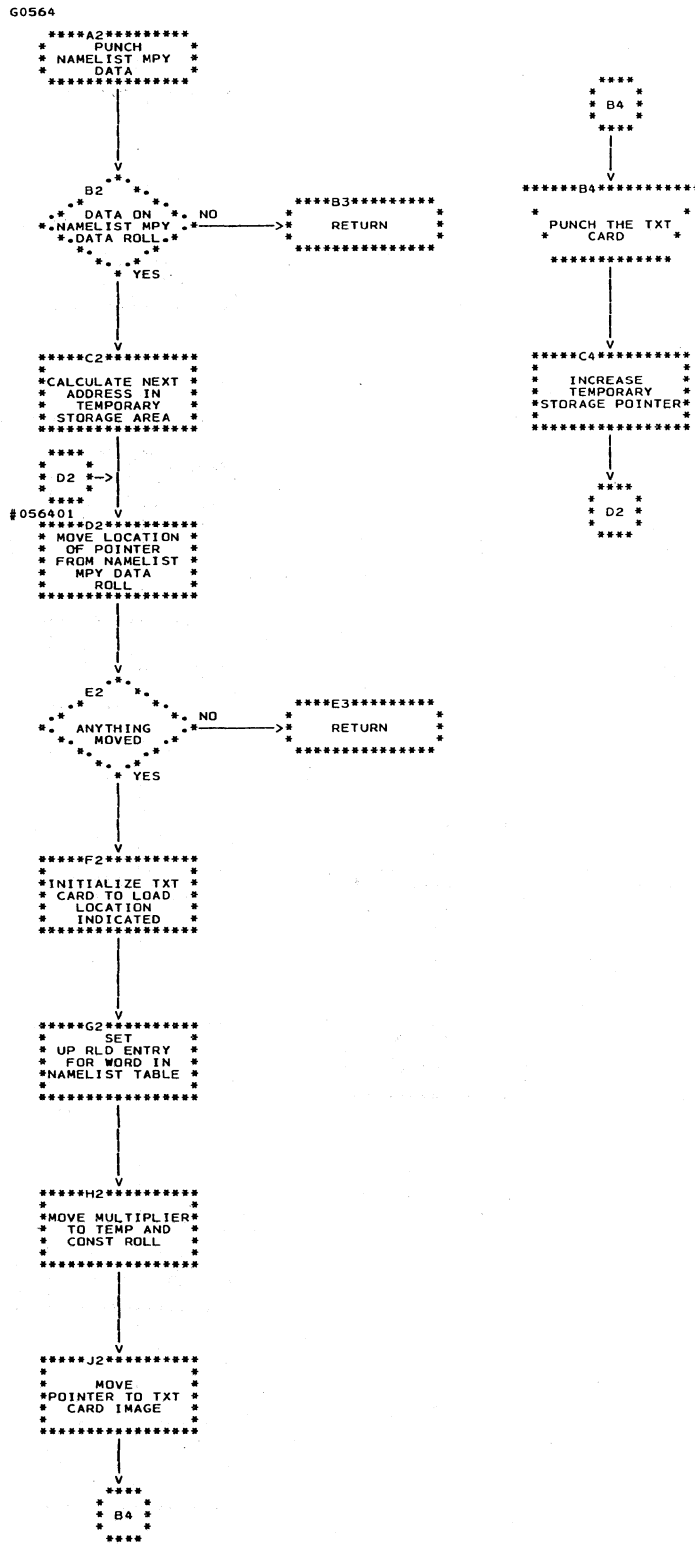 G0564
A2
PUNCH
NAMELIST MPY
DATA
B2
DATA ON
NAMELIST MPY
DATA ROLL
NO
YES
B3
RETURN
C2
CALCULATE NEXT
ADDRESS IN
TEMPORARY
STORAGE AREA
D2
#056401
D2
MOVE LOCATION
OF POINTER
FROM NAMELIST
MPY DATA
ROLL
E2
ANYTHING
MOVED
NO
YES
E3
RETURN
F2
INITIALIZE TXT
CARD TO LOAD
LOCATION
INDICATED
G2
SET
UP RLD ENTRY
FOR WORD IN
NAMELIST TABLE
H2
MOVE MULTIPLIER
TO TEMP AND
CONST ROLL
J2
MOVE
POINTER TO TXT
CARD IMAGE
B4
B4
B4
PUNCH THE TXT
CARD
C4
INCREASE
TEMPORARY
STORAGE POINTER
D2